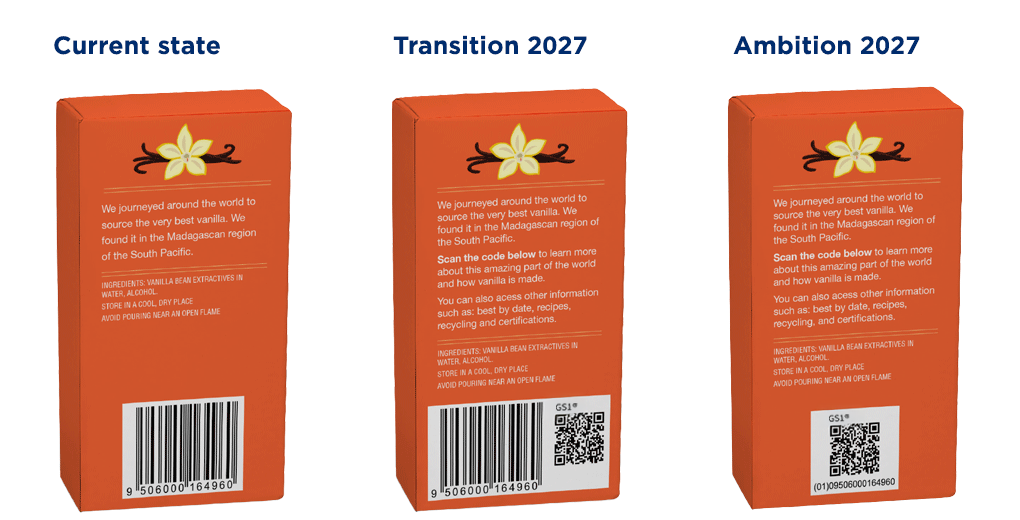 Current state
Transition 2027
Ambition 2027
We journeyed around the world to
source the very best vanilla. We
found it in the Madagascan region
of the South Pacific.
INGREDIENTS: VANILLA BEAN EXTRACTIVES IN
WATER, ALCOHOL.
STORE IN A COOL, DRY PLACE
AVOID POURING NEAR AN OPEN FLAME
9 506000 164960
We journeyed around the world to
source the very best vanilla. We
found it in the Madagascan region of
the South Pacific.
Scan the code below to learn more
about this amazing part of the world
and how vanilla is made.
You can also acess other information
such as: best by date, recipes,
recycling and certifications.
INGREDIENTS: VANILLA BEAN EXTRACTIVES IN
WATER, ALCOHOL.
STORE IN A COOL, DRY PLACE
AVOID POURING NEAR AN OPEN FLAME
GS1®
9 506000 164960
We journeyed around the world to
source the very best vanilla. We
found it in the Madagascan region of
the South Pacific.
Scan the code below to learn more
about this amazing part of the world
and how vanilla is made.
You can also acess other information
such as: best by date, recipes,
recycling, and certifications.
INGREDIENTS: VANILLA BEAN EXTRACTIVES IN
WATER, ALCOHOL.
STORE IN A COOL, DRY PLACE
AVOID POURING NEAR AN OPEN FLAME
GS1®
(01)09506000164960